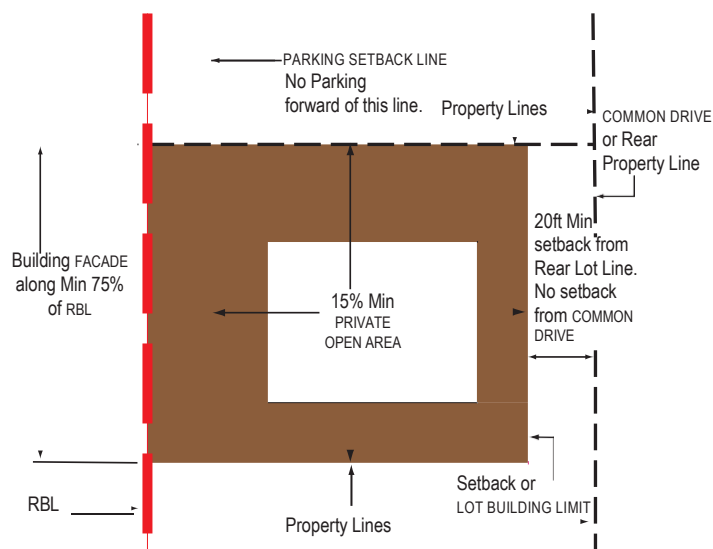 PARKING SETBACK LINE
No Parking
forward of this line.
Property Lines
COMMON DRIVE
or Rear
Property Line
20ft Min
setback from
Rear Lot Line.
No setback
from COMMON
DRIVE
Building FACADE
along Min 75%
of RBL
15% Min
PRIVATE
OPEN AREA
Setback or
LOT BUILDING LIMIT
RBL
Property Lines